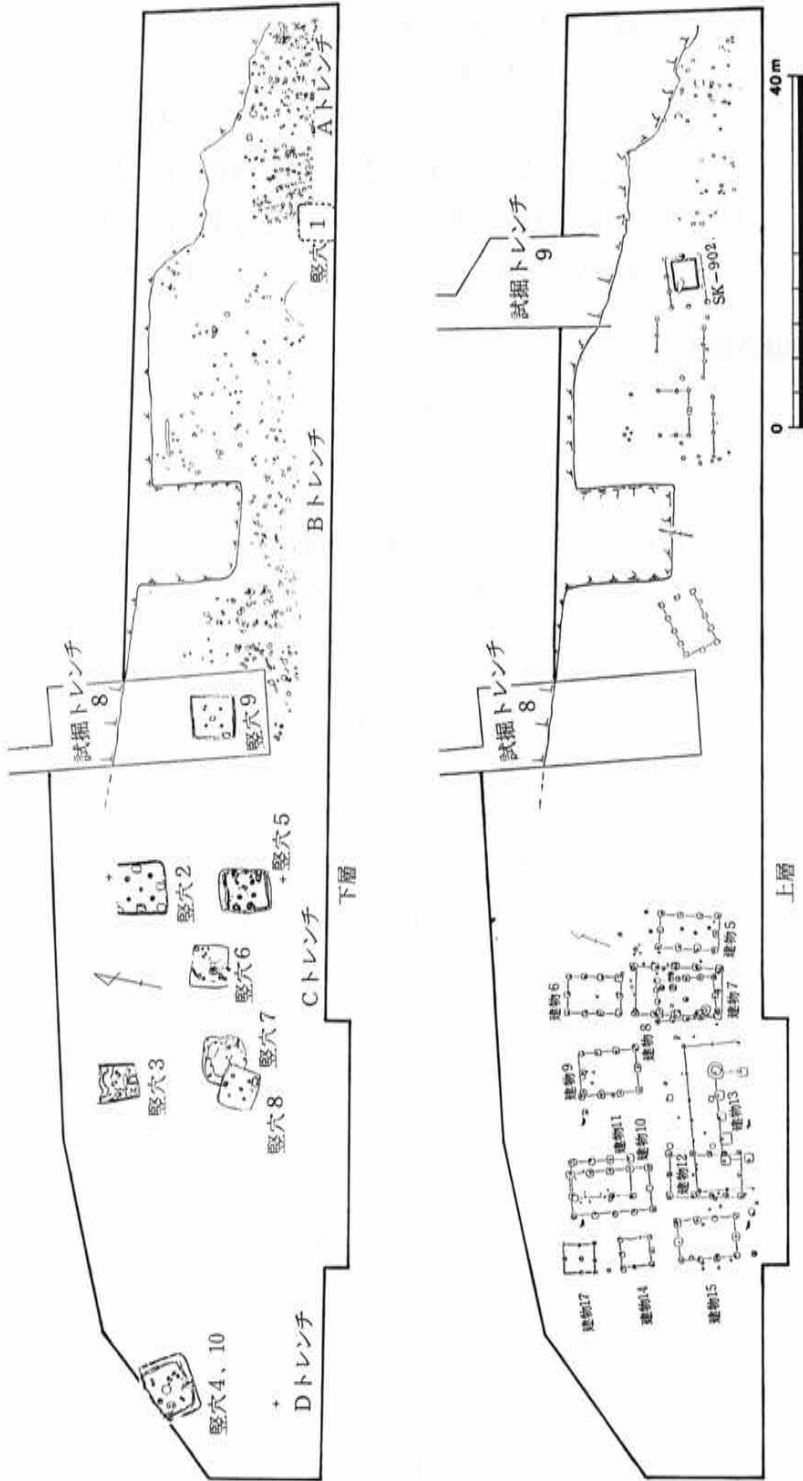 竪穴4、10
Dトレンチ
竪穴3
竪穴8
竪穴7
竪穴6
Cトレンチ
竪穴2
竪穴5
試掘トレンチ
8
竪穴9
Bトレンチ
竪穴1
Aトレンチ
下層
建物17
建物14
建物15
建物11
建物10
建物12
建物13
建物9
建物8
建物6
建物7
建物5
試掘トレンチ
8
試掘トレンチ
9
SK-902
上層
0
40m